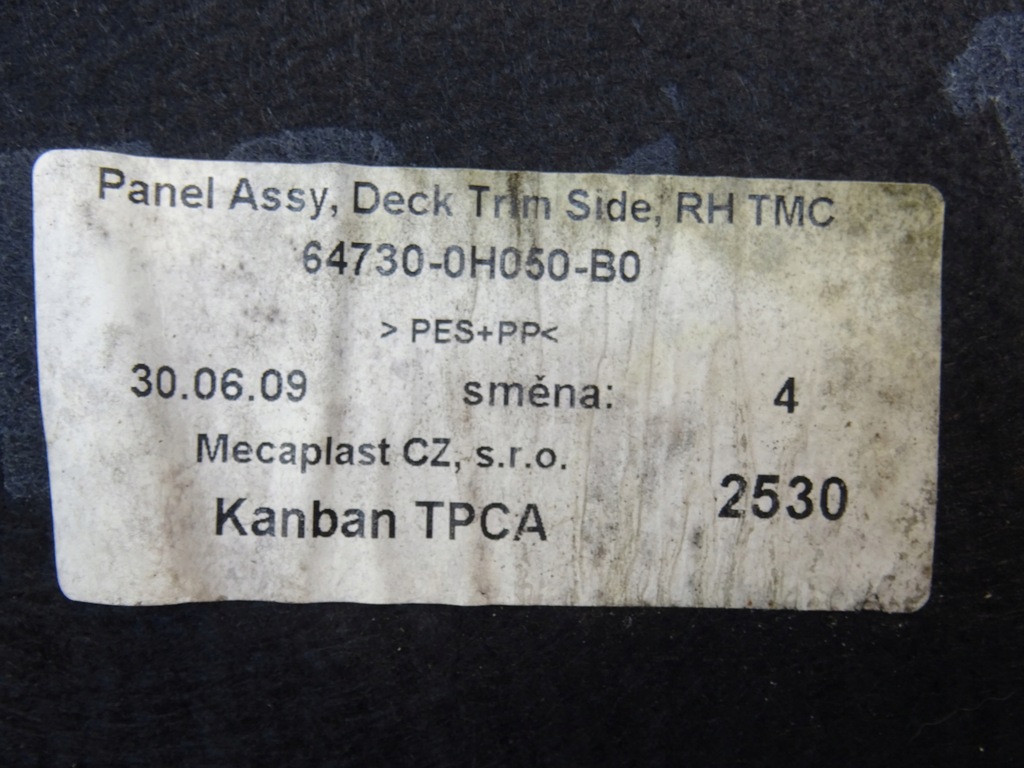 Panel Assy, Deck Trim Side, RH TMC
64730-0H050-B0
> PES+PP<
30.06.09 směna: 4
Mecaplast CZ, s.r.o.
Kanban TPCA 2530